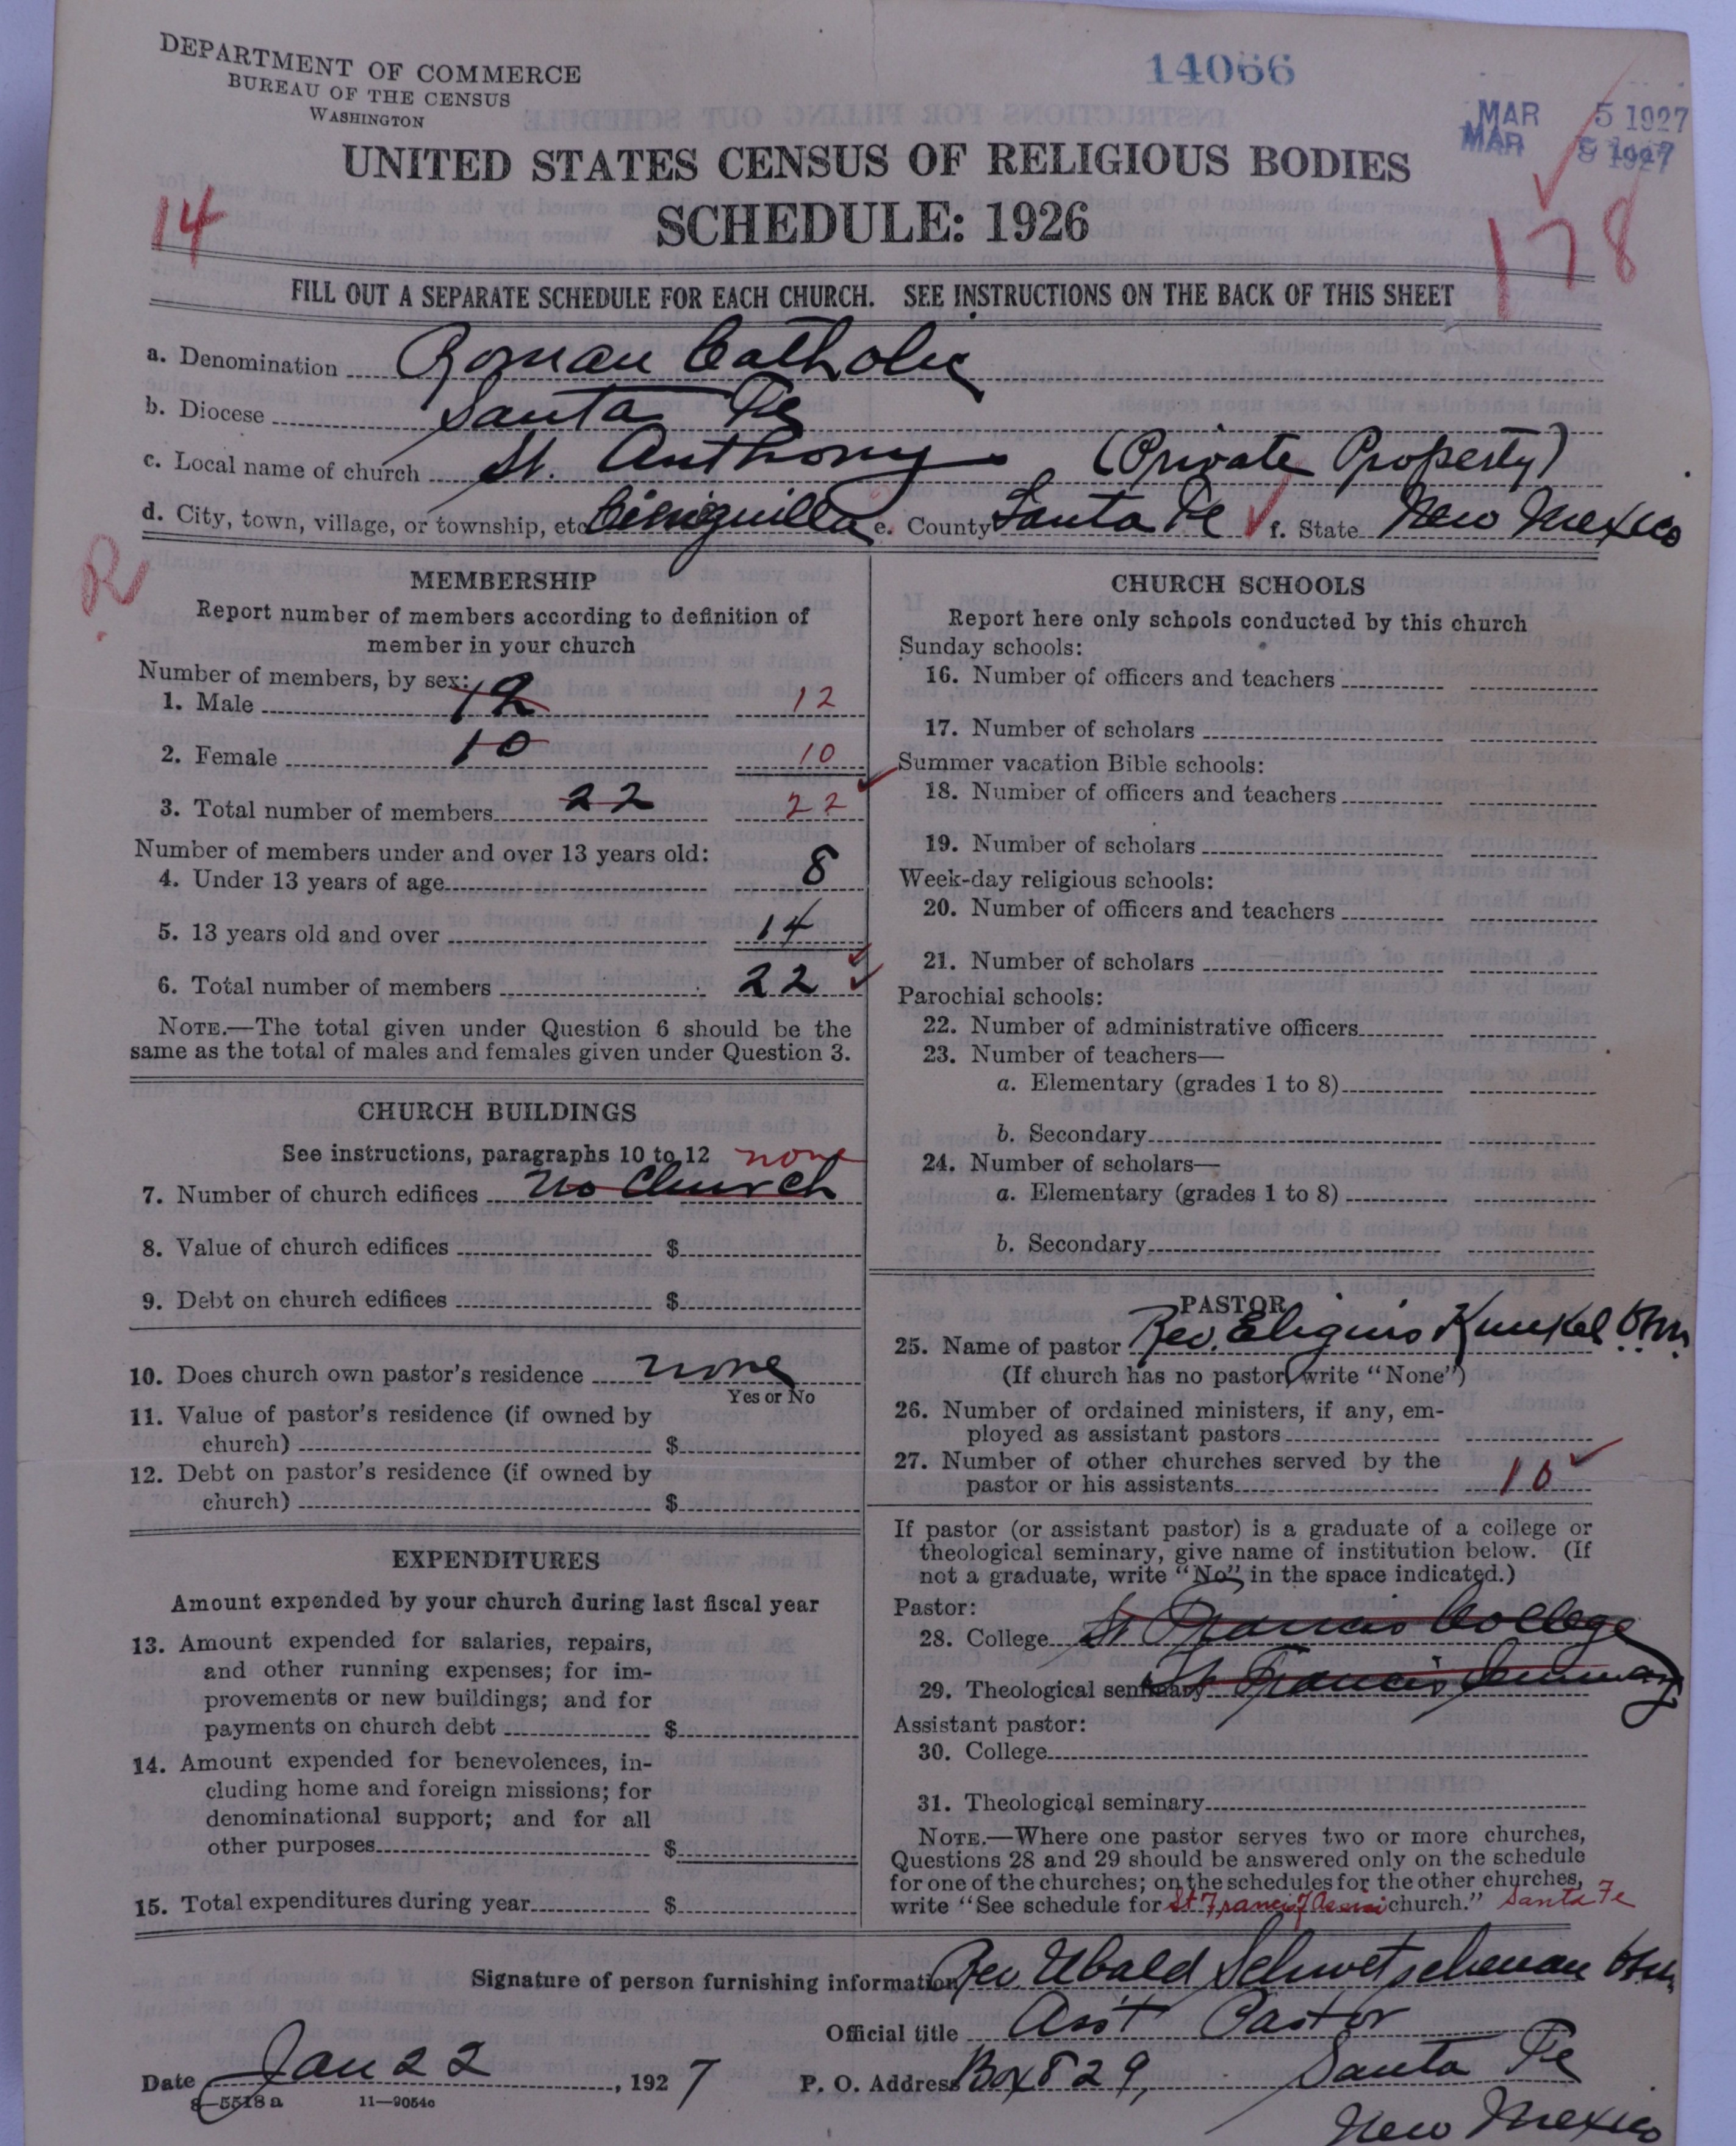 DEPARTMENT OF COMMERCE
BUREAU OF THE CENSUS
WASHINGTON
14066
MAR 5 1927
MAR 5 1927
UNITED STATES CENSUS OF RELIGIOUS BODIES
SCHEDULE: 1926
14
178
FILL OUT A SEPARATE SCHEDULE FOR EACH CHURCH. SEE INSTRUCTIONS ON THE BACK OF THIS SHEET
a. Denomination Roman Catholic
b. Diocese Santa Fe
c. Local name of church St. Anthony (Private Property)
d. City, town, village, or township, etc. Cieneguilla e. County Santa Fe f. State New Mexico
R
MEMBERSHIP
Report number of members according to definition of
member in your church
Number of members, by sex:
1. Male 12 12
2. Female 10 10
3. Total number of members 22 22
Number of members under and over 13 years old:
4. Under 13 years of age 8
5. 13 years old and over 14
6. Total number of members 22
NOTE.—The total given under Question 6 should be the
same as the total of males and females given under Question 3.
CHURCH BUILDINGS
See instructions, paragraphs 10 to 12 none
7. Number of church edifices No Church
8. Value of church edifices $
9. Debt on church edifices $
10. Does church own pastor's residence none
Yes or No
11. Value of pastor's residence (if owned by
church) $
12. Debt on pastor's residence (if owned by
church) $
EXPENDITURES
Amount expended by your church during last fiscal year
13. Amount expended for salaries, repairs,
and other running expenses; for im-
provements or new buildings; and for
payments on church debt $
14. Amount expended for benevolences, in-
cluding home and foreign missions; for
denominational support; and for all
other purposes $
15. Total expenditures during year $
CHURCH SCHOOLS
Report here only schools conducted by this church
Sunday schools:
16. Number of officers and teachers
17. Number of scholars
Summer vacation Bible schools:
18. Number of officers and teachers
19. Number of scholars
Week-day religious schools:
20. Number of officers and teachers
21. Number of scholars
Parochial schools:
22. Number of administrative officers
23. Number of teachers—
a. Elementary (grades 1 to 8)
b. Secondary
24. Number of scholars—
a. Elementary (grades 1 to 8)
b. Secondary
PASTOR
25. Name of pastor Rev. Eligius Kunkel O.F.M.
(If church has no pastor, write "None")
26. Number of ordained ministers, if any, em-
ployed as assistant pastors
27. Number of other churches served by the
pastor or his assistants 10
If pastor (or assistant pastor) is a graduate of a college or
theological seminary, give name of institution below. (If
not a graduate, write "No" in the space indicated.)
Pastor:
28. College St Francis College
29. Theological seminary St Francis Seminary
Assistant pastor:
30. College
31. Theological seminary
NOTE.—Where one pastor serves two or more churches,
Questions 28 and 29 should be answered only on the schedule
for one of the churches; on the schedules for the other churches,
write "See schedule for St Francis of Assisi church." Santa Fe
Signature of person furnishing information Rev. Ubald Schwetscheman OFM
Official title Ass't Pastor
Date Jan 22, 1927 P. O. Address Box 829, Santa Fe
New Mexico
8—5518 a 11—9054c